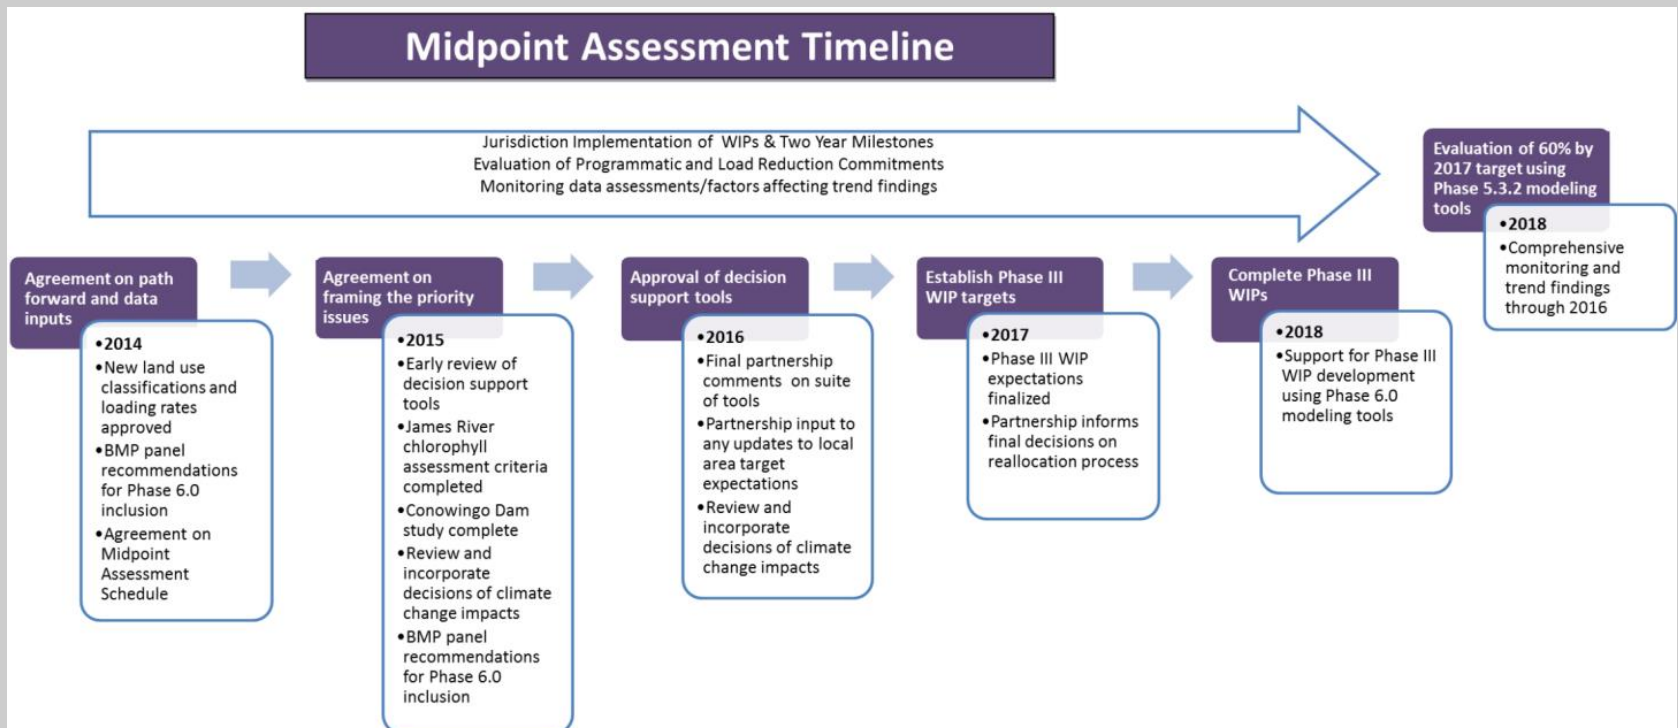 Midpoint Assessment Timeline
Jurisdiction Implementation of WIPs & Two Year Milestones
Evaluation of Programmatic and Load Reduction Commitments
Monitoring data assessments/factors affecting trend findings
Agreement on path
forward and data
inputs
•2014
•New land use
classifications and
loading rates
approved
•BMP panel
recommendations
for Phase 6.0
inclusion
•Agreement on
Midpoint
Assessment
Schedule
Agreement on
framing the priority
issues
•2015
•Early review of
decision support
tools
•James River
chlorophyll
assessment criteria
completed
•Conowingo Dam
study complete
•Review and
incorporate
decisions of climate
change impacts
•BMP panel
recommendations
for Phase 6.0
inclusion
Approval of decision
support tools
•2016
•Final partnership
comments on suite
of tools
•Partnership input to
any updates to local
area target
expectations
•Review and
incorporate
decisions of climate
change impacts
Establish Phase III
WIP targets
•2017
•Phase III WIP
expectations
finalized
•Partnership informs
final decisions on
reallocation process
Complete Phase III
WIPs
•2018
•Support for Phase III
WIP development
using Phase 6.0
modeling tools
Evaluation of 60% by
2017 target using
Phase 5.3.2 modeling
tools
•2018
•Comprehensive
monitoring and
trend findings
through 2016